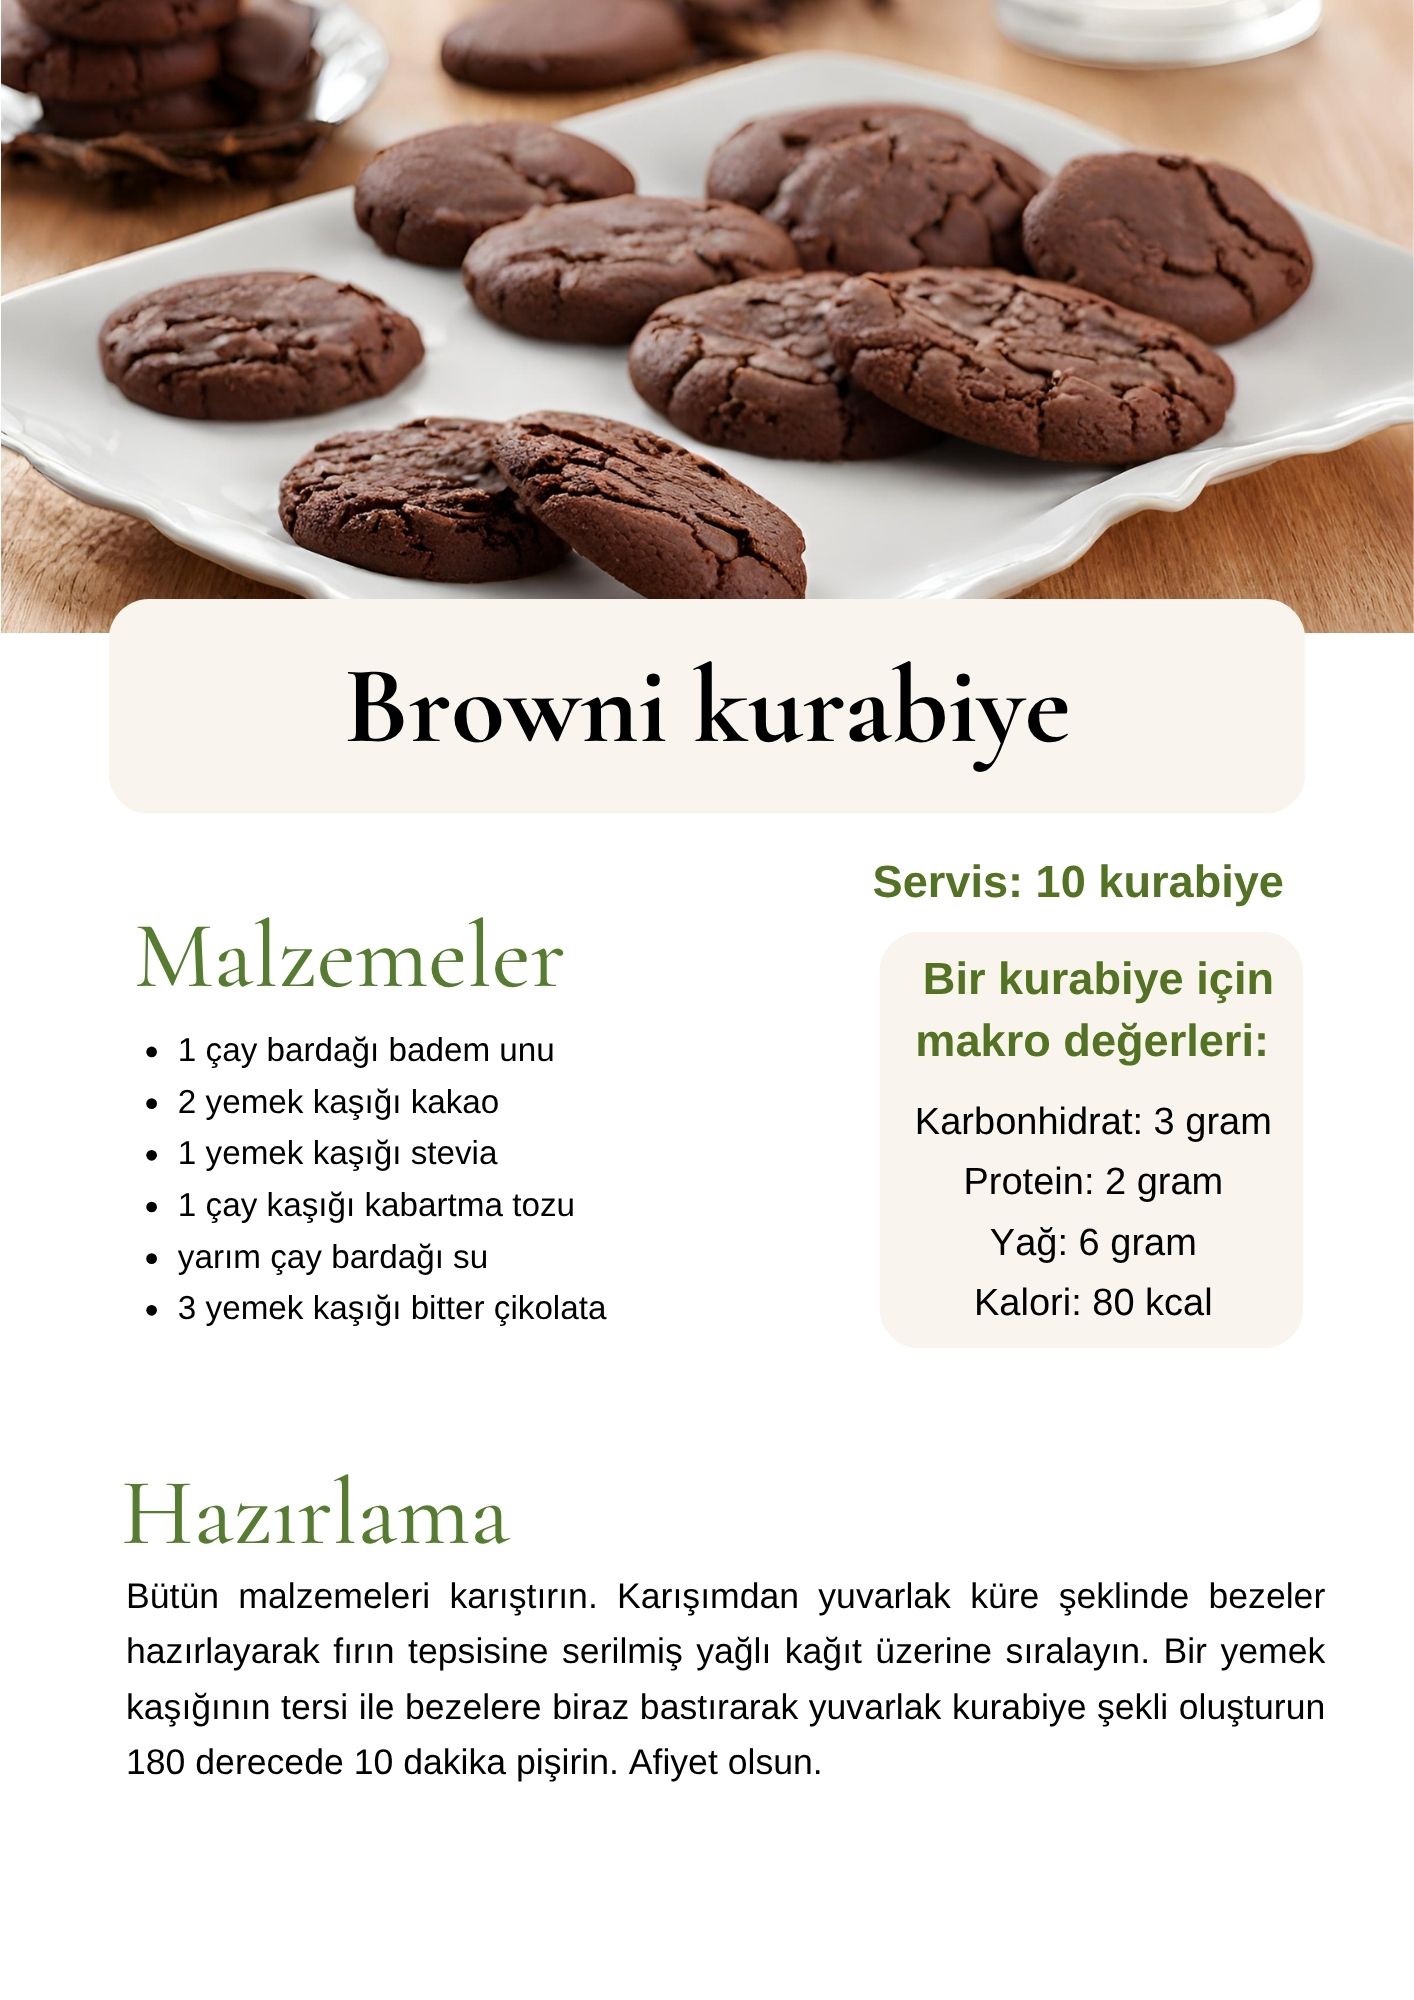 Browni kurabiye
Servis: 10 kurabiye
Malzemeler
• 1 çay bardağı badem unu
• 2 yemek kaşığı kakao
• 1 yemek kaşığı stevia
• 1 çay kaşığı kabartma tozu
• yarım çay bardağı su
• 3 yemek kaşığı bitter çikolata
Bir kurabiye için
makro değerleri:
Karbonhidrat: 3 gram
Protein: 2 gram
Yağ: 6 gram
Kalori: 80 kcal
Hazırlama
Bütün malzemeleri karıştırın. Karışımdan yuvarlak küre şeklinde bezeler
hazırlayarak fırın tepsisine serilmiş yağlı kağıt üzerine sıralayın. Bir yemek
kaşığının tersi ile bezelere biraz bastırarak yuvarlak kurabiye şekli oluşturun
180 derecede 10 dakika pişirin. Afiyet olsun.